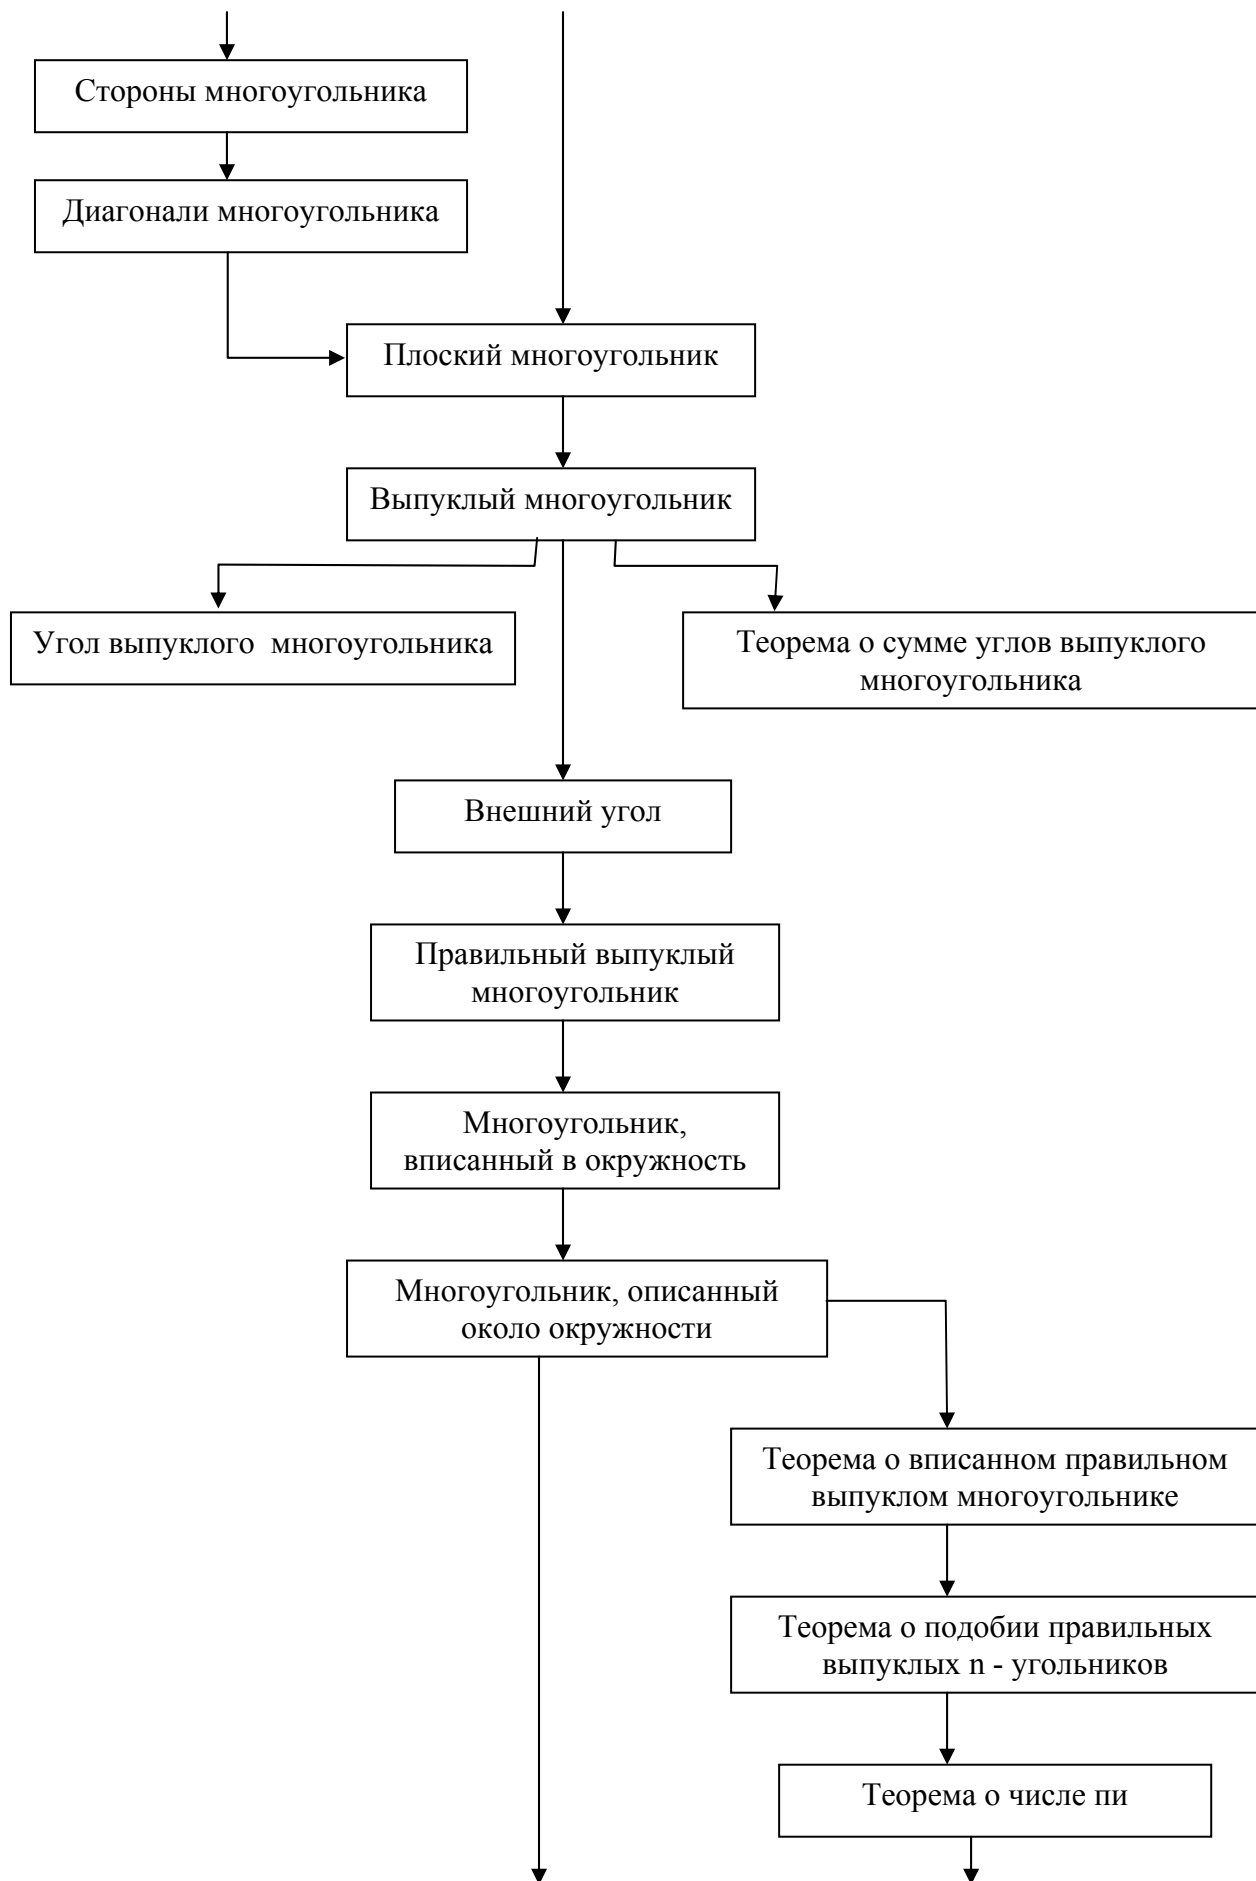 Стороны многоугольника
Диагонали многоугольника
Плоский многоугольник
Выпуклый многоугольник
Угол выпуклого  многоугольника
Теорема о сумме углов выпуклого
многоугольника
Внешний угол
Правильный выпуклый
многоугольник
Многоугольник,
вписанный в окружность
Многоугольник, описанный
около окружности
Теорема о вписанном правильном
выпуклом многоугольнике
Теорема о подобии правильных
выпуклых n - угольников
Теорема о числе пи